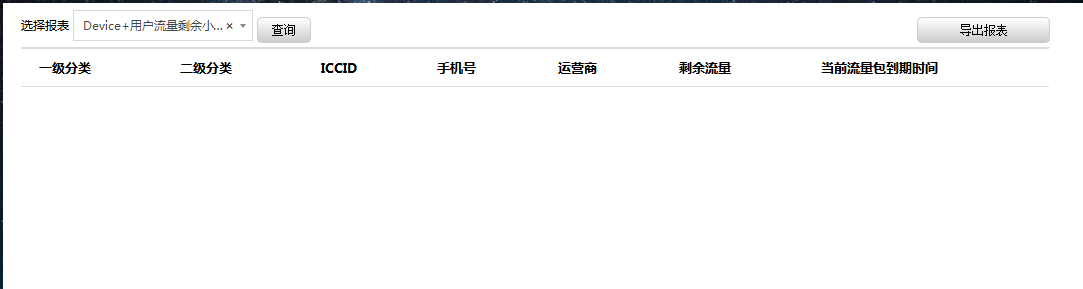 选择报表 Device+用户流量剩余小... × 查询 导出报表
一级分类 二级分类 ICCID 手机号 运营商 剩余流量 当前流量包到期时间